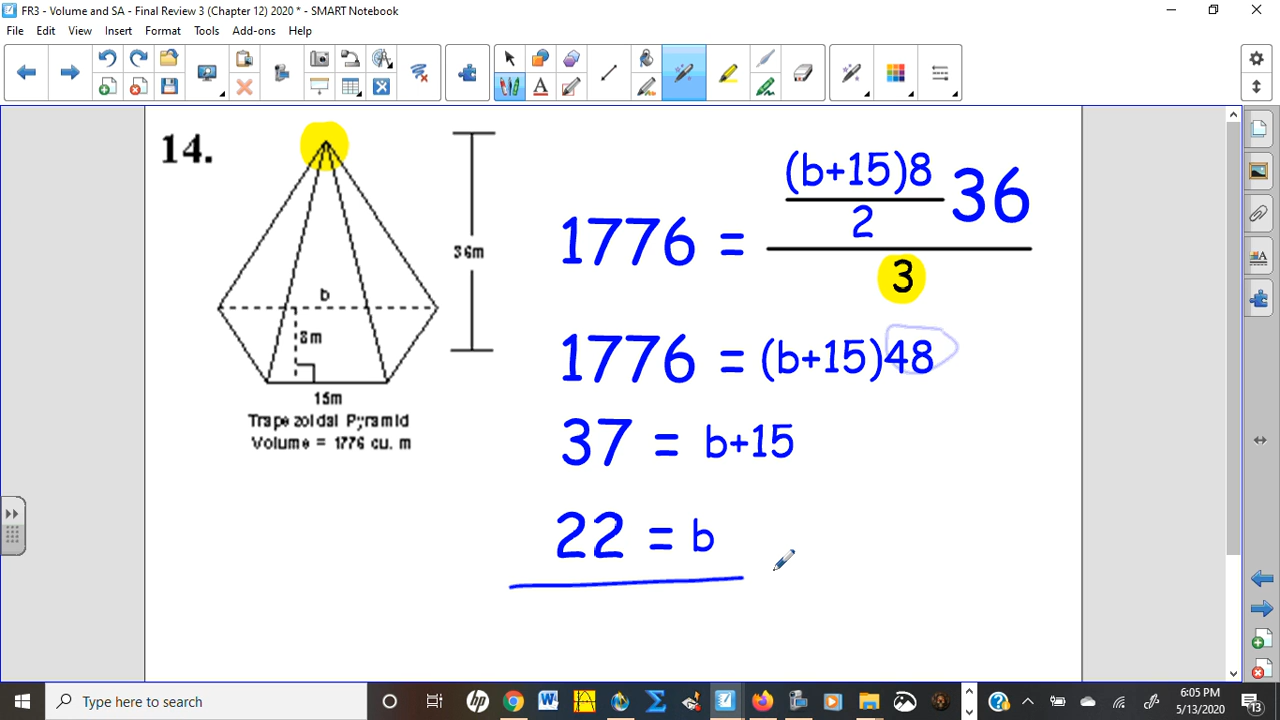 FR3 - Volume and SA - Final Review 3 (Chapter 12) 2020 * - SMART Notebook
File Edit View Insert Format Tools Add-ons Help
14.
36m
b
8m
15m
Trapezoidal Pyramid
Volume = 1776 cu. m
(b+15)8
2
36
1776 =
3
1776 = (b+15)48
37 = b+15
22 = b
Type here to search
6:05 PM
5/13/2020
13